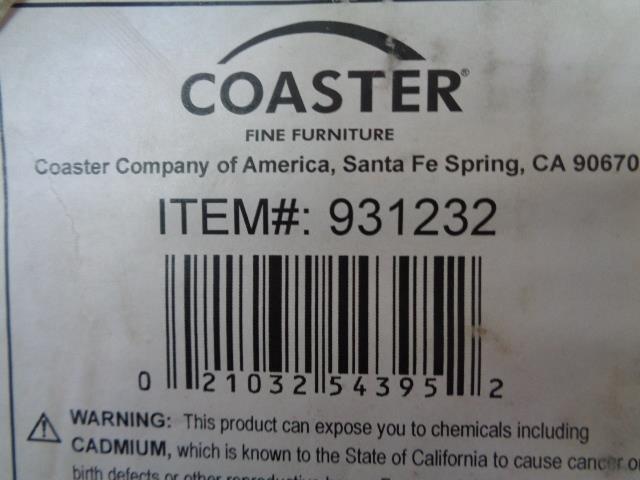 COASTER®
FINE FURNITURE
Coaster Company of America, Santa Fe Spring, CA 90670
ITEM#: 931232
0 21032 54395 2
⚠ WARNING: This product can expose you to chemicals including
CADMIUM, which is known to the State of California to cause cancer or
birth defects or other reproductive